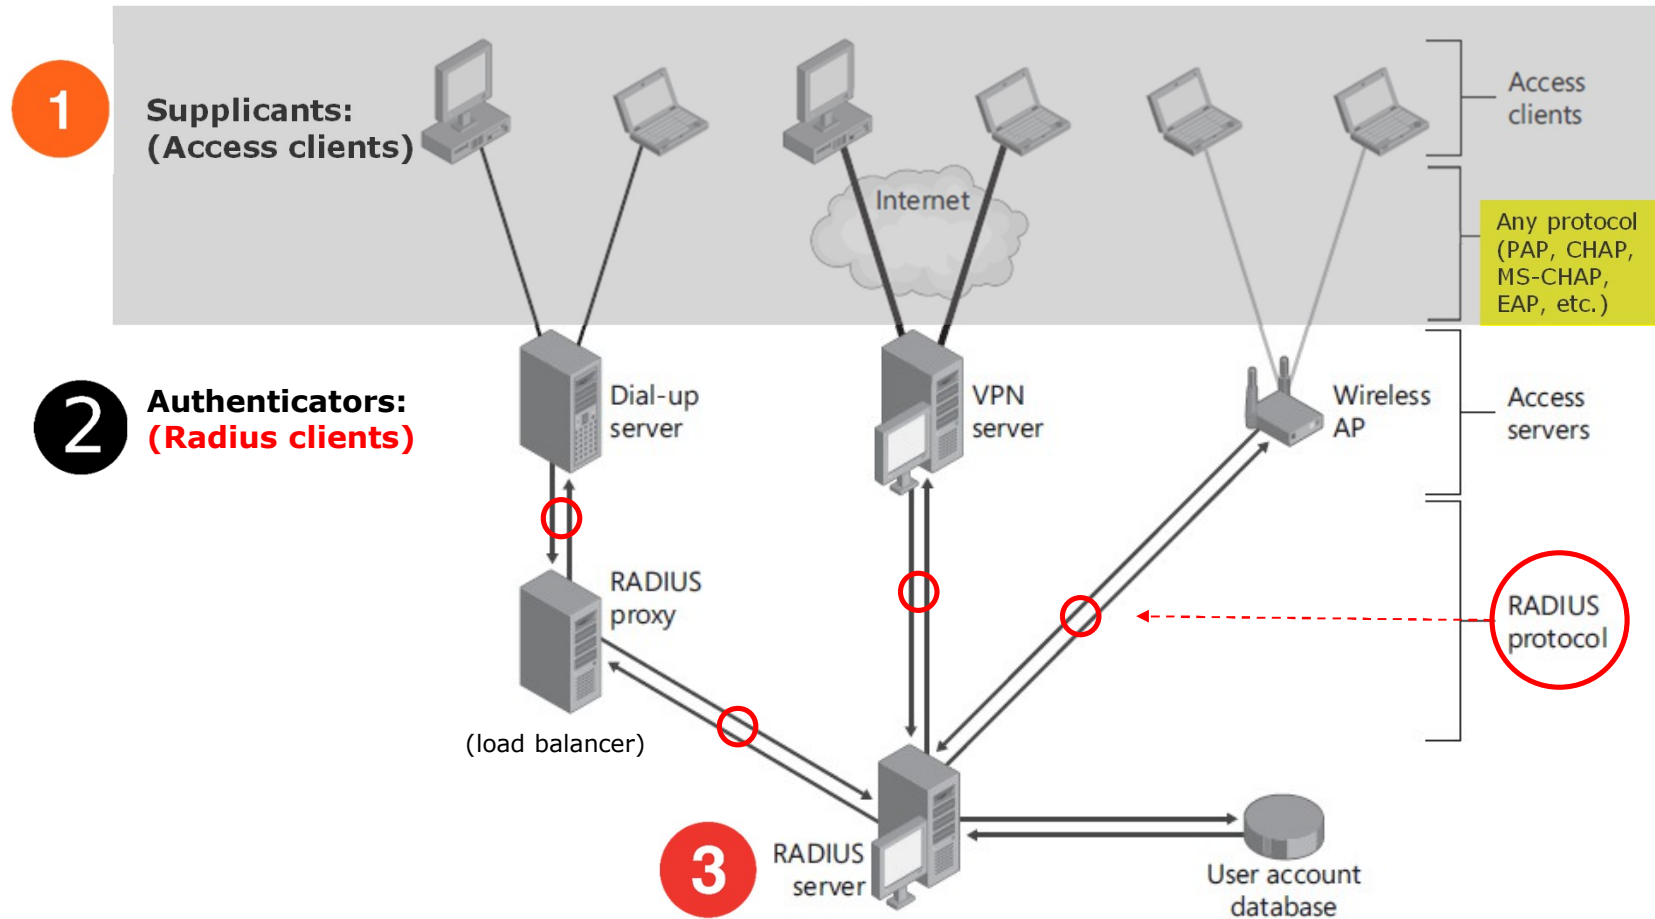 1
Supplicants:
(Access clients)
Access
clients
Internet
Any protocol
(PAP, CHAP,
MS-CHAP,
EAP, etc.)
2
Authenticators:
(Radius clients)
Dial-up
server
VPN
server
Wireless
AP
Access
servers
RADIUS
proxy
(load balancer)
RADIUS
protocol
3
RADIUS
server
User account
database